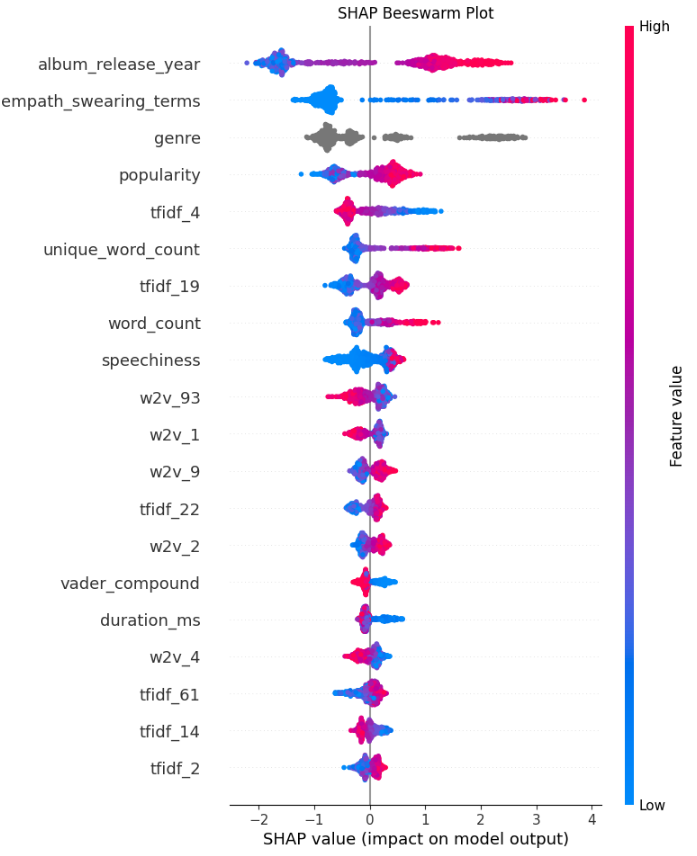 SHAP Beeswarm Plot
High
album_release_year
empath_swearing_terms
genre
popularity
tfidf_4
unique_word_count
tfidf_19
word_count
speechiness
w2v_93
w2v_1
w2v_9
tfidf_22
w2v_2
vader_compound
duration_ms
w2v_4
tfidf_61
tfidf_14
tfidf_2
Feature value
Low
−2 −1 0 1 2 3 4
SHAP value (impact on model output)